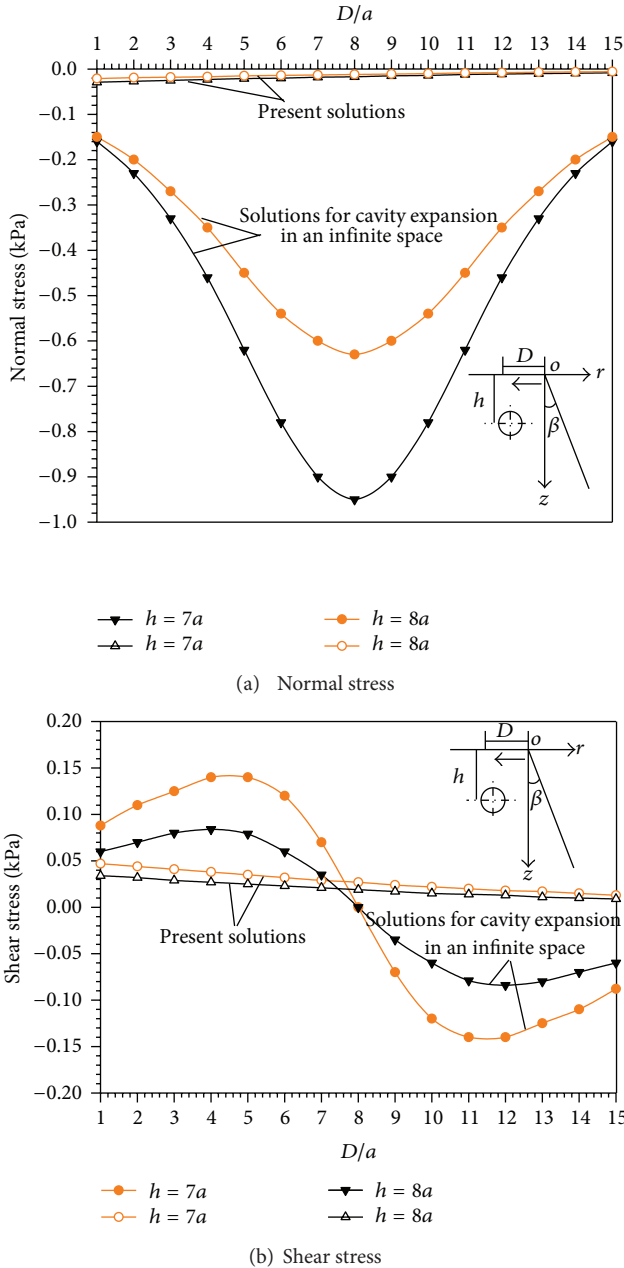 D/a
1 2 3 4 5 6 7 8 9 10 11 12 13 14 15
0.0
Present solutions
−0.1
−0.2
Solutions for cavity expansion
in an infinite space
−0.3
−0.4
−0.5
−0.6
−0.7
−0.8
−0.9
−1.0
Normal stress (kPa)
D
o
r
h
β
z
h = 7a
h = 8a
h = 7a
h = 8a
(a) Normal stress
0.20
0.15
0.10
0.05
0.00
−0.05
−0.10
−0.15
−0.20
Shear stress (kPa)
D
o
r
h
β
z
Present solutions
Solutions for cavity expansion
in an infinite space
1 2 3 4 5 6 7 8 9 10 11 12 13 14 15
D/a
h = 7a
h = 8a
h = 7a
h = 8a
(b) Shear stress